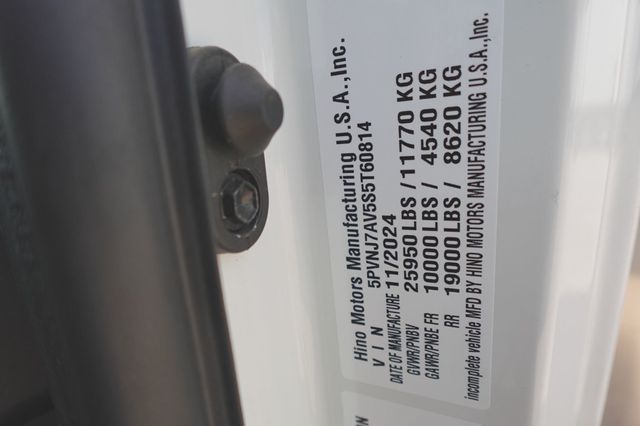 Hino Motors Manufacturing U.S.A.,Inc.
VIN 5PVNJ7AV5S5T60814
DATE OF MANUFACTURE 11/2024
GVWR/PNBV 25950LBS / 11770 KG
GAWR/PNBE FR 10000LBS / 4540 KG
RR 19000LBS / 8620 KG
incomplete vehicle MFD BY HINO MOTORS MANUFACTURING U.S.A.,INC.